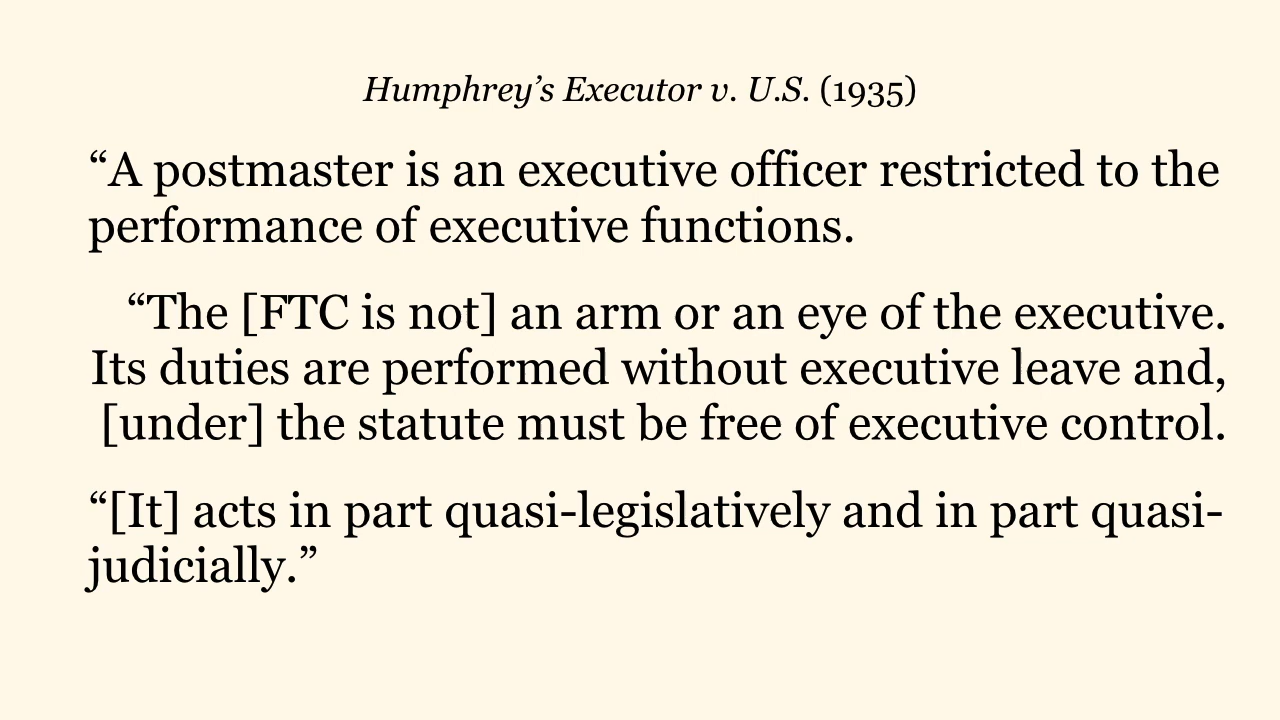 Humphrey’s Executor v. U.S. (1935)
“A postmaster is an executive officer restricted to the
performance of executive functions.
“The [FTC is not] an arm or an eye of the executive.
Its duties are performed without executive leave and,
[under] the statute must be free of executive control.
“[It] acts in part quasi-legislatively and in part quasi-
judicially.”